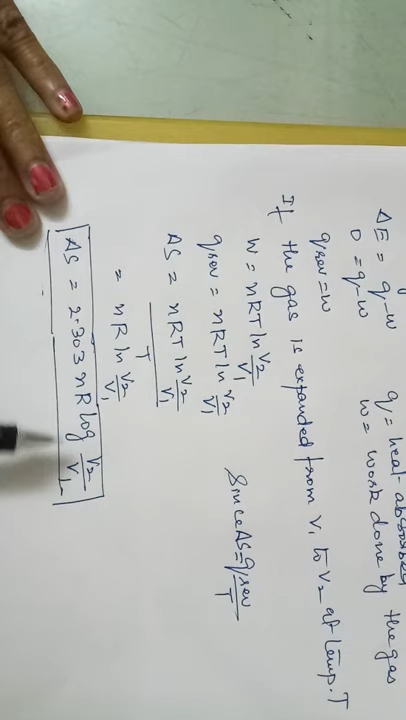 ΔE = q-w    q = heat absorbed
0 = q-w    w = work done by the gas
qrev = w
If the gas is expanded from V1 to V2 at temp. T
W = nRT ln V2/V1
qrev = nRT ln V2/V1    Since ΔS = qrev/T
ΔS = nRT ln V2/V1 / T
= nR ln V2/V1
ΔS = 2.303 nR log V2/V1